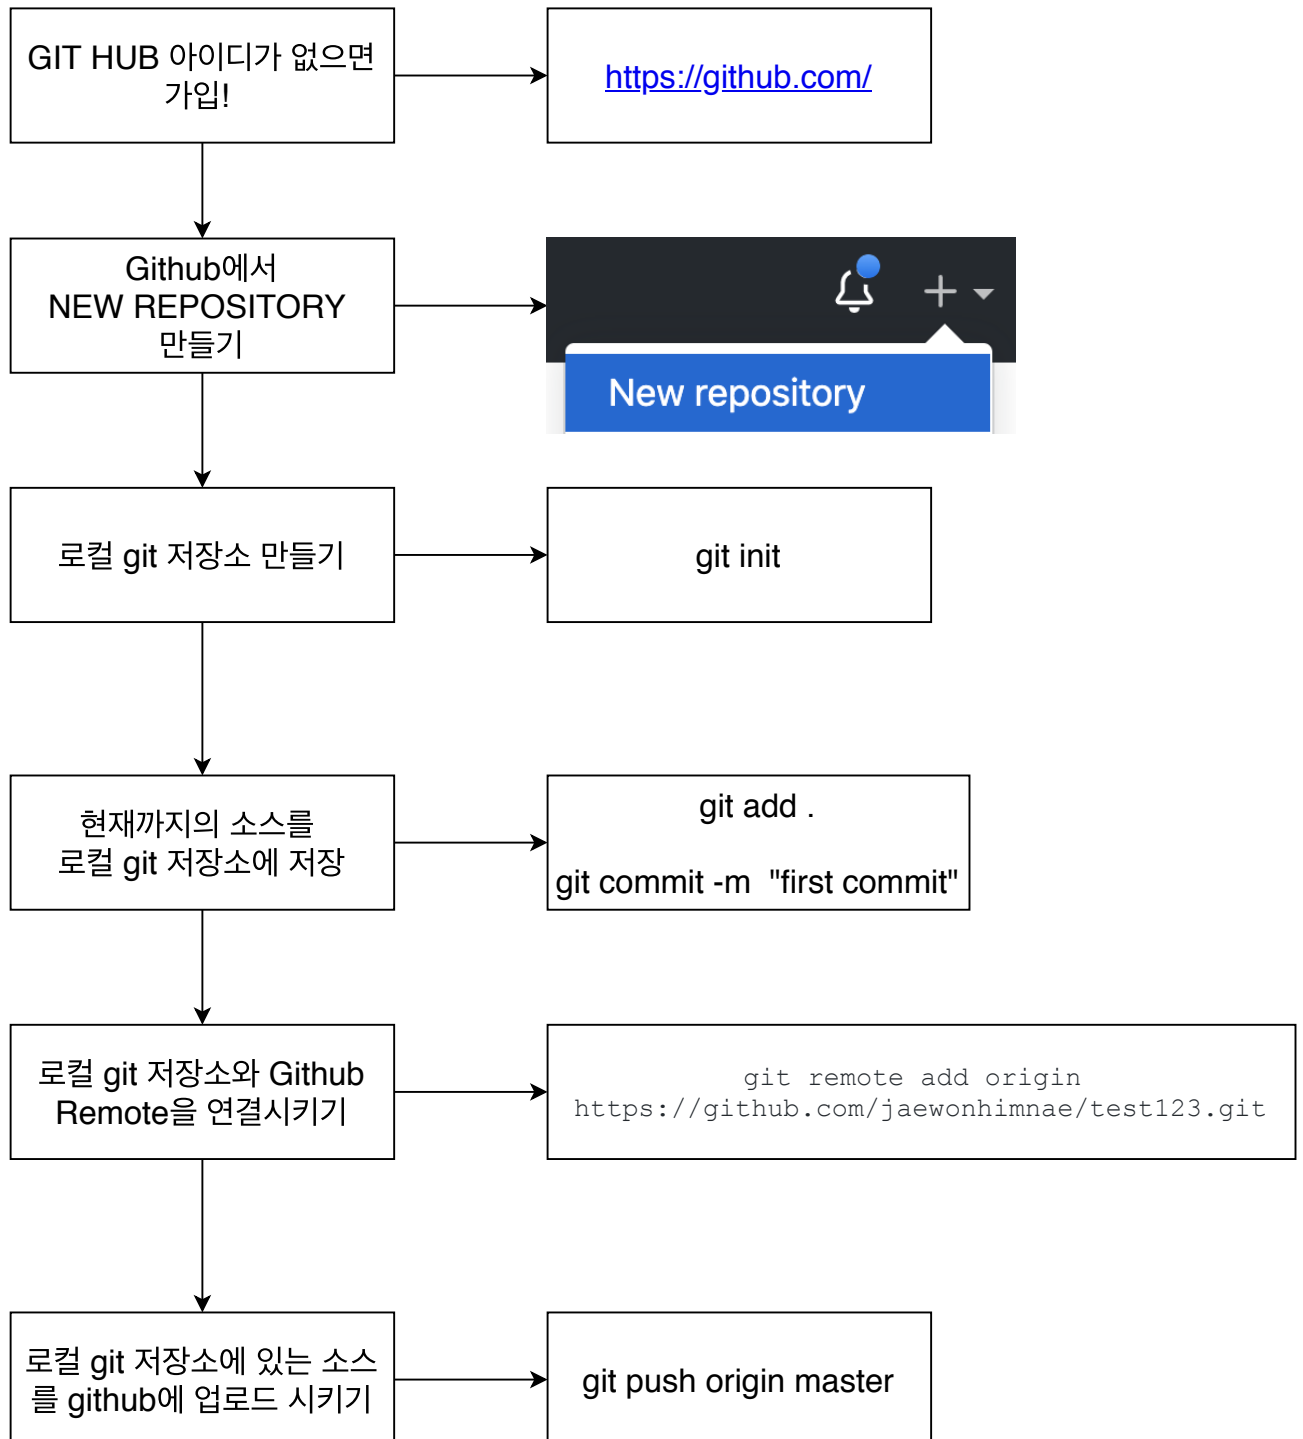 GIT HUB 아이디가 없으면
가입!
https://github.com/
Github에서
NEW REPOSITORY
만들기
New repository
로컬 git 저장소 만들기
git init
현재까지의 소스를
로컬 git 저장소에 저장
git add .
git commit -m  "first commit"
로컬 git 저장소와 Github
Remote을 연결시키기
git remote add origin
https://github.com/jaewonhimnae/test123.git
로컬 git 저장소에 있는 소스
를 github에 업로드 시키기
git push origin master